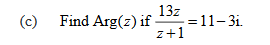 (c) Find Arg(z) if 13z/(z+1) = 11−3i.